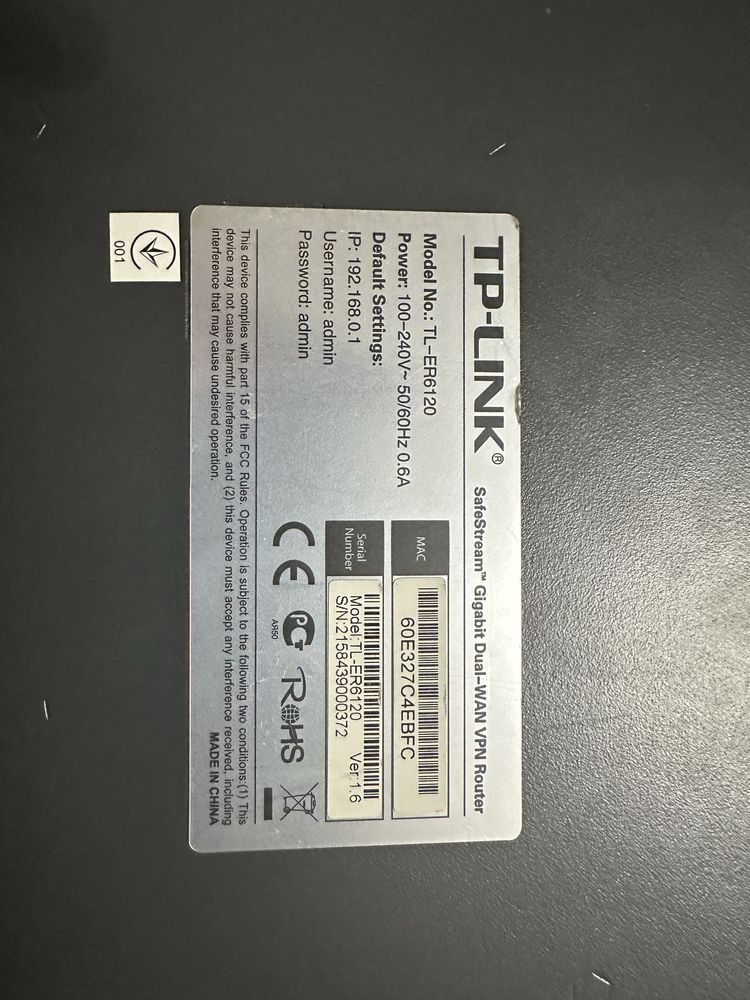 TP-LINK®
SafeStream™ Gigabit Dual-WAN VPN Router
Model No.: TL-ER6120
Power: 100-240V~ 50/60Hz 0.6A
Default Settings:
IP: 192.168.0.1
Username: admin
Password: admin
MAC
60E327C4EBFC
Serial
Number
Model:TL-ER6120 Ver:1.6
S/N:2158439000372
CE
PG
AR50
RoHS
This device complies with part 15 of the FCC Rules. Operation is subject to the following two conditions:(1) This
device may not cause harmful interference, and (2) this device must accept any interference received, including
interference that may cause undesired operation.
MADE IN CHINA
001